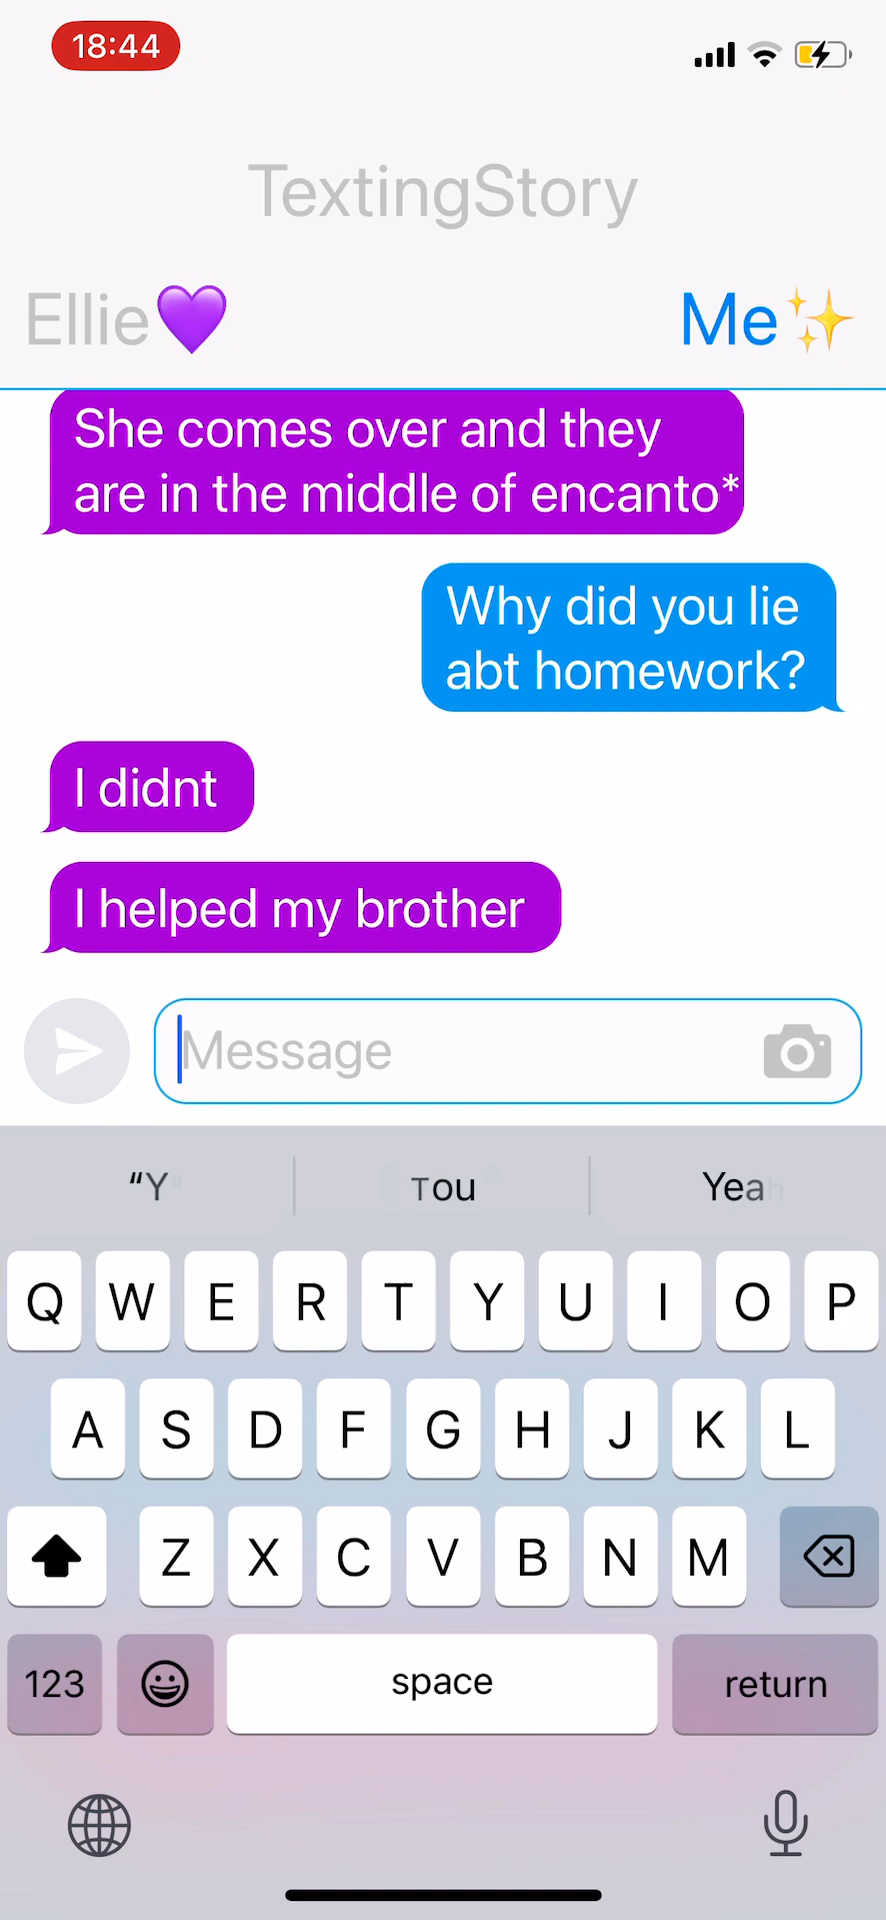 18:44
TextingStory
Ellie💜 Me✨
She comes over and they
are in the middle of encanto*
Why did you lie
abt homework?
I didnt
I helped my brother
Message
“Y” Tou Yeah
Q W E R T Y U I O P
A S D F G H J K L
Z X C V B N M
123 space return